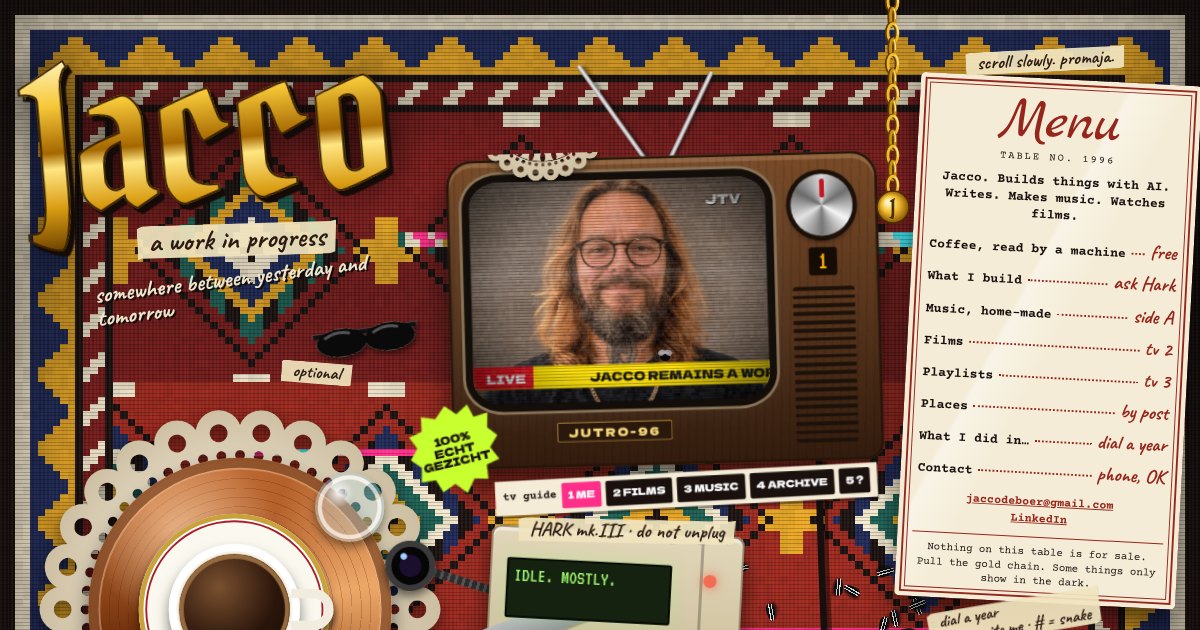 Jacco
a work in progress
somewhere between yesterday and
tomorrow
optional
JTV
LIVE
JACCO REMAINS A WOR
1
JUTRO-96
100%
ECHT
GEZICHT
tv guide 1 ME 2 FILMS 3 MUSIC 4 ARCHIVE 5 ?
HARK mk.III · do not unplug
IDLE. MOSTLY.
J
scroll slowly. promaja.
Menu
TABLE NO. 1996
Jacco. Builds things with AI.
Writes. Makes music. Watches
films.
Coffee, read by a machine free
What I build ask Hark
Music, home-made side A
Films tv 2
Playlists tv 3
Places by post
What I did in… dial a year
Contact phone, OK
jaccodeboer@gmail.com
LinkedIn
Nothing on this table is for sale.
Pull the gold chain. Some things only
show in the dark.
dial a year
me · # = snake